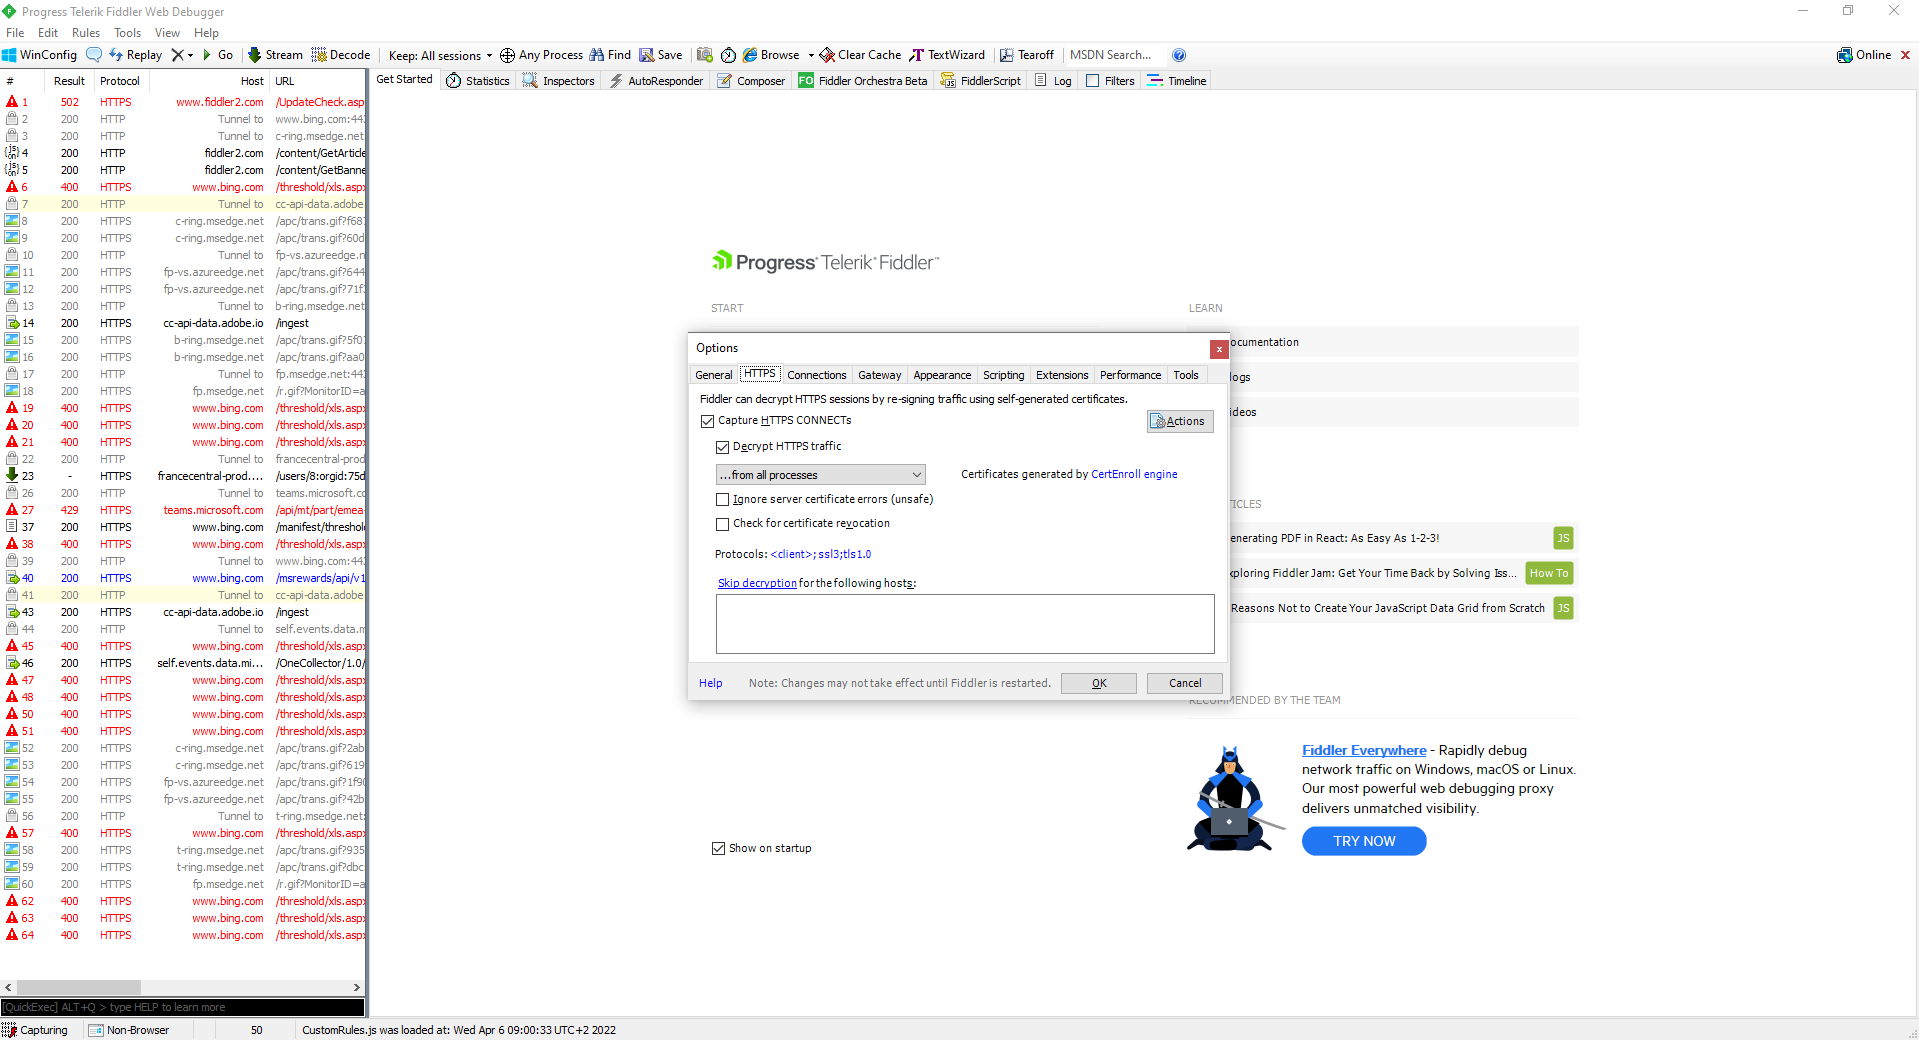 Progress Telerik Fiddler Web Debugger
File Edit Rules Tools View Help
WinConfig Replay Go Stream Decode Keep: All sessions Any Process Find Save Browse Clear Cache TextWizard Tearoff MSDN Search... Online
# Result Protocol Host URL
Get Started Statistics Inspectors AutoResponder Composer FO Fiddler Orchestra Beta FiddlerScript Log Filters Timeline
1 502 HTTPS www.fiddler2.com /UpdateCheck.asp
2 200 HTTP Tunnel to www.bing.com:44
3 200 HTTP Tunnel to c-ring.msedge.net:
4 200 HTTP fiddler2.com /content/GetArticle
5 200 HTTP fiddler2.com /content/GetBanne
6 400 HTTPS www.bing.com /threshold/xls.aspx
7 200 HTTP Tunnel to cc-api-data.adobe.
8 200 HTTPS c-ring.msedge.net /apc/trans.gif?f68
9 200 HTTPS c-ring.msedge.net /apc/trans.gif?60d
10 200 HTTP Tunnel to fp-vs.azureedge.n
11 200 HTTPS fp-vs.azureedge.net /apc/trans.gif?644
12 200 HTTPS fp-vs.azureedge.net /apc/trans.gif?71f
13 200 HTTP Tunnel to b-ring.msedge.net
14 200 HTTPS cc-api-data.adobe.io /ingest
15 200 HTTPS b-ring.msedge.net /apc/trans.gif?5f0
16 200 HTTPS b-ring.msedge.net /apc/trans.gif?aa0
17 200 HTTP Tunnel to fp.msedge.net:44
18 200 HTTPS fp.msedge.net /r.gif?MonitorID=a
19 400 HTTPS www.bing.com /threshold/xls.aspx
20 400 HTTPS www.bing.com /threshold/xls.aspx
21 400 HTTPS www.bing.com /threshold/xls.aspx
22 200 HTTP Tunnel to francecentral-prod
23 - HTTPS francecentral-prod.... /users/8:orgid:75d
26 200 HTTP Tunnel to teams.microsoft.c
27 429 HTTPS teams.microsoft.com /api/mt/part/emea-
37 200 HTTPS www.bing.com /manifest/threshol
38 400 HTTPS www.bing.com /threshold/xls.aspx
39 200 HTTP Tunnel to www.bing.com:44
40 200 HTTPS www.bing.com /msrewards/api/v1
41 200 HTTP Tunnel to cc-api-data.adobe.
43 200 HTTPS cc-api-data.adobe.io /ingest
44 200 HTTP Tunnel to self.events.data.m
45 400 HTTPS www.bing.com /threshold/xls.aspx
46 200 HTTPS self.events.data.mi... /OneCollector/1.0/
47 400 HTTPS www.bing.com /threshold/xls.aspx
48 400 HTTPS www.bing.com /threshold/xls.aspx
50 400 HTTPS www.bing.com /threshold/xls.aspx
51 400 HTTPS www.bing.com /threshold/xls.aspx
52 200 HTTPS c-ring.msedge.net /apc/trans.gif?2ab
53 200 HTTPS c-ring.msedge.net /apc/trans.gif?619
54 200 HTTPS fp-vs.azureedge.net /apc/trans.gif?1f9
55 200 HTTPS fp-vs.azureedge.net /apc/trans.gif?42b
56 200 HTTP Tunnel to t-ring.msedge.net:
57 400 HTTPS www.bing.com /threshold/xls.aspx
58 200 HTTPS t-ring.msedge.net /apc/trans.gif?935
59 200 HTTPS t-ring.msedge.net /apc/trans.gif?dbc
60 200 HTTPS fp.msedge.net /r.gif?MonitorID=a
62 400 HTTPS www.bing.com /threshold/xls.aspx
63 400 HTTPS www.bing.com /threshold/xls.aspx
64 400 HTTPS www.bing.com /threshold/xls.aspx
[QuickExec] ALT+Q > type HELP to learn more
Progress® Telerik® Fiddler™
START
LEARN
ocumentation
logs
ideos
Options
General HTTPS Connections Gateway Appearance Scripting Extensions Performance Tools
Fiddler can decrypt HTTPS sessions by re-signing traffic using self-generated certificates.
Capture HTTPS CONNECTs
Actions
Decrypt HTTPS traffic
...from all processes
Certificates generated by CertEnroll engine
Ignore server certificate errors (unsafe)
Check for certificate revocation
Protocols: <client>;ssl3;tls1.0
Skip decryption for the following hosts:
Help
Note: Changes may not take effect until Fiddler is restarted.
OK
Cancel
ICLES
enerating PDF in React: As Easy As 1-2-3! JS
xploring Fiddler Jam: Get Your Time Back by Solving Iss... How To
Reasons Not to Create Your JavaScript Data Grid from Scratch JS
RECOMMENDED BY THE TEAM
Fiddler Everywhere - Rapidly debug
network traffic on Windows, macOS or Linux.
Our most powerful web debugging proxy
delivers unmatched visibility.
TRY NOW
Show on startup
Capturing Non-Browser 50 CustomRules.js was loaded at: Wed Apr 6 09:00:33 UTC+2 2022